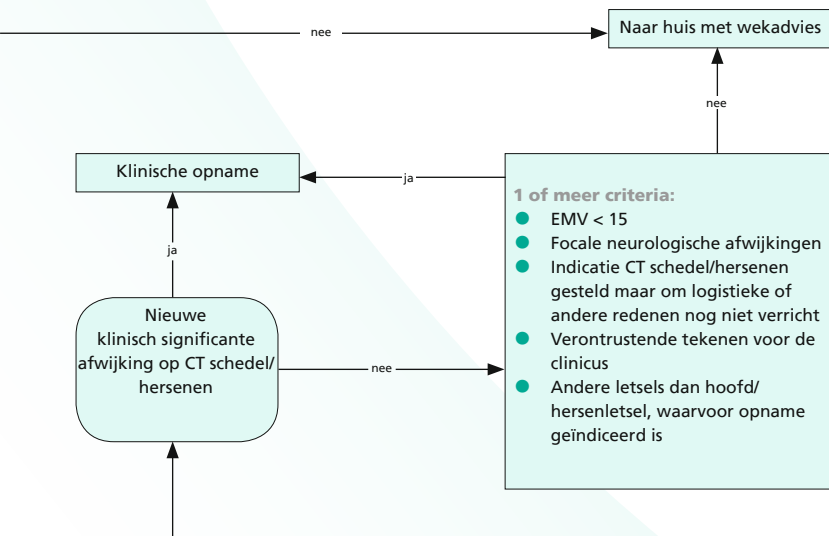 nee
Naar huis met wekadvies
nee
Klinische opname
ja
1 of meer criteria:
● EMV < 15
● Focale neurologische afwijkingen
● Indicatie CT schedel/hersenen
gesteld maar om logistieke of
andere redenen nog niet verricht
● Verontrustende tekenen voor de
clinicus
● Andere letsels dan hoofd/
hersenletsel, waarvoor opname
geïndiceerd is
ja
Nieuwe
klinisch significante
afwijking op CT schedel/
hersenen
nee